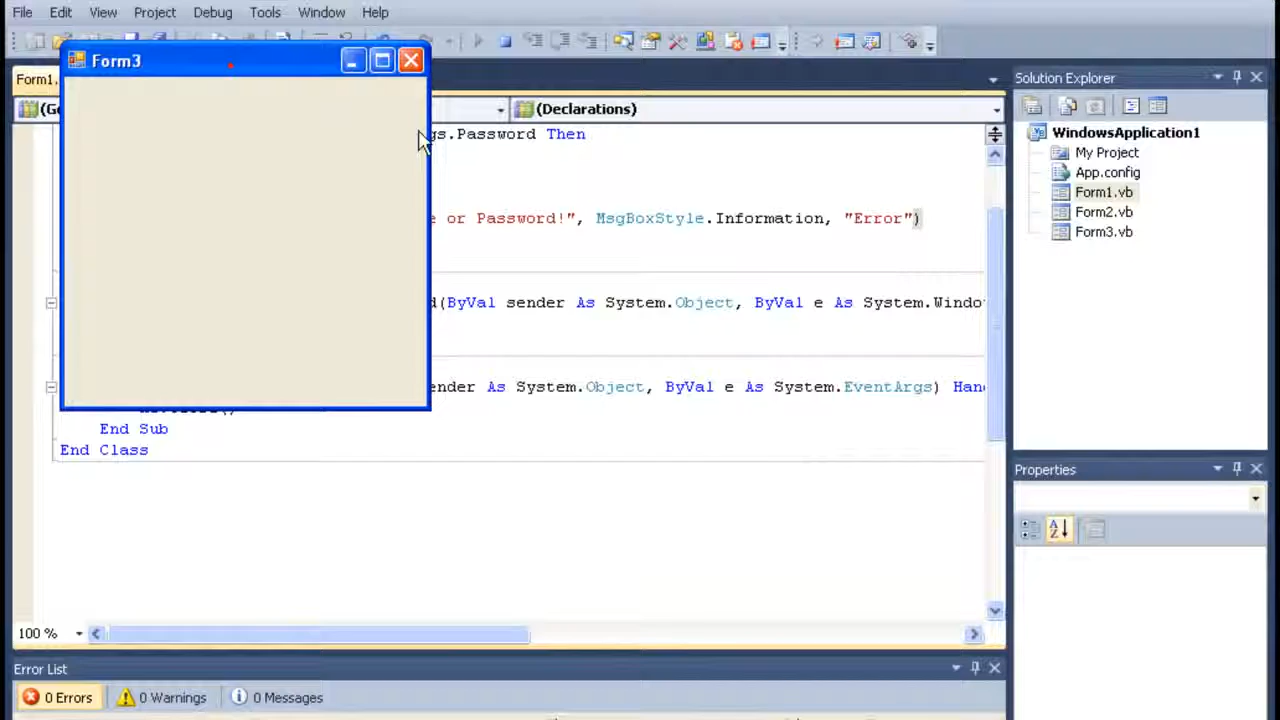 File Edit View Project Debug Tools Window Help
Form3
Form1.
(Declarations)
gs.Password Then
e or Password!", MsgBoxStyle.Information, "Error")
d(ByVal sender As System.Object, ByVal e As System.Windo
ender As System.Object, ByVal e As System.EventArgs) Han
End Sub
End Class
100 %
Error List
0 Errors 0 Warnings 0 Messages
Solution Explorer
WindowsApplication1
My Project
App.config
Form1.vb
Form2.vb
Form3.vb
Properties